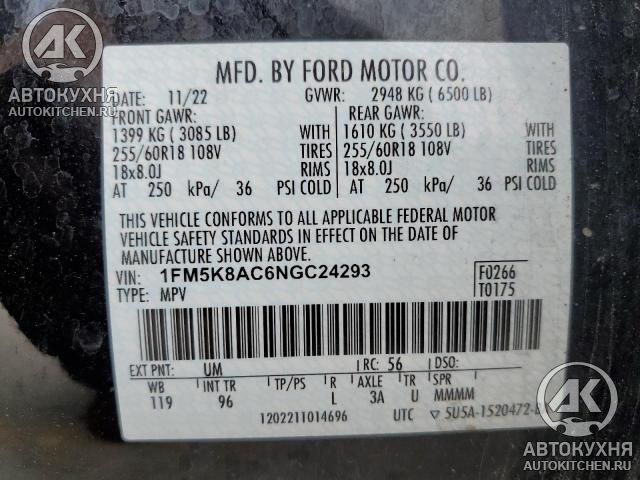 АВТОКУХНЯ
AUTOKITCHEN.RU
MFD. BY FORD MOTOR CO.
DATE: 11/22 GVWR: 2948 KG ( 6500 LB)
FRONT GAWR: REAR GAWR:
1399 KG ( 3085 LB) WITH 1610 KG ( 3550 LB) WITH
255/60R18 108V TIRES 255/60R18 108V TIRES
18x8.0J RIMS 18x8.0J RIMS
AT 250 kPa/ 36 PSI COLD AT 250 kPa/ 36 PSI COLD
THIS VEHICLE CONFORMS TO ALL APPLICABLE FEDERAL MOTOR
VEHICLE SAFETY STANDARDS IN EFFECT ON THE DATE OF
MANUFACTURE SHOWN ABOVE.
VIN: 1FM5K8AC6NGC24293 F0266
TYPE: MPV T0175
EXT PNT: UM RC: 56 DSO:
WB INT TR TP/PS R AXLE TR SPR
119 96 L 3A U MMMM
1202211014696 UTC 5U5A-1520472-
АВТОКУХНЯ
AUTOKITCHEN.RU